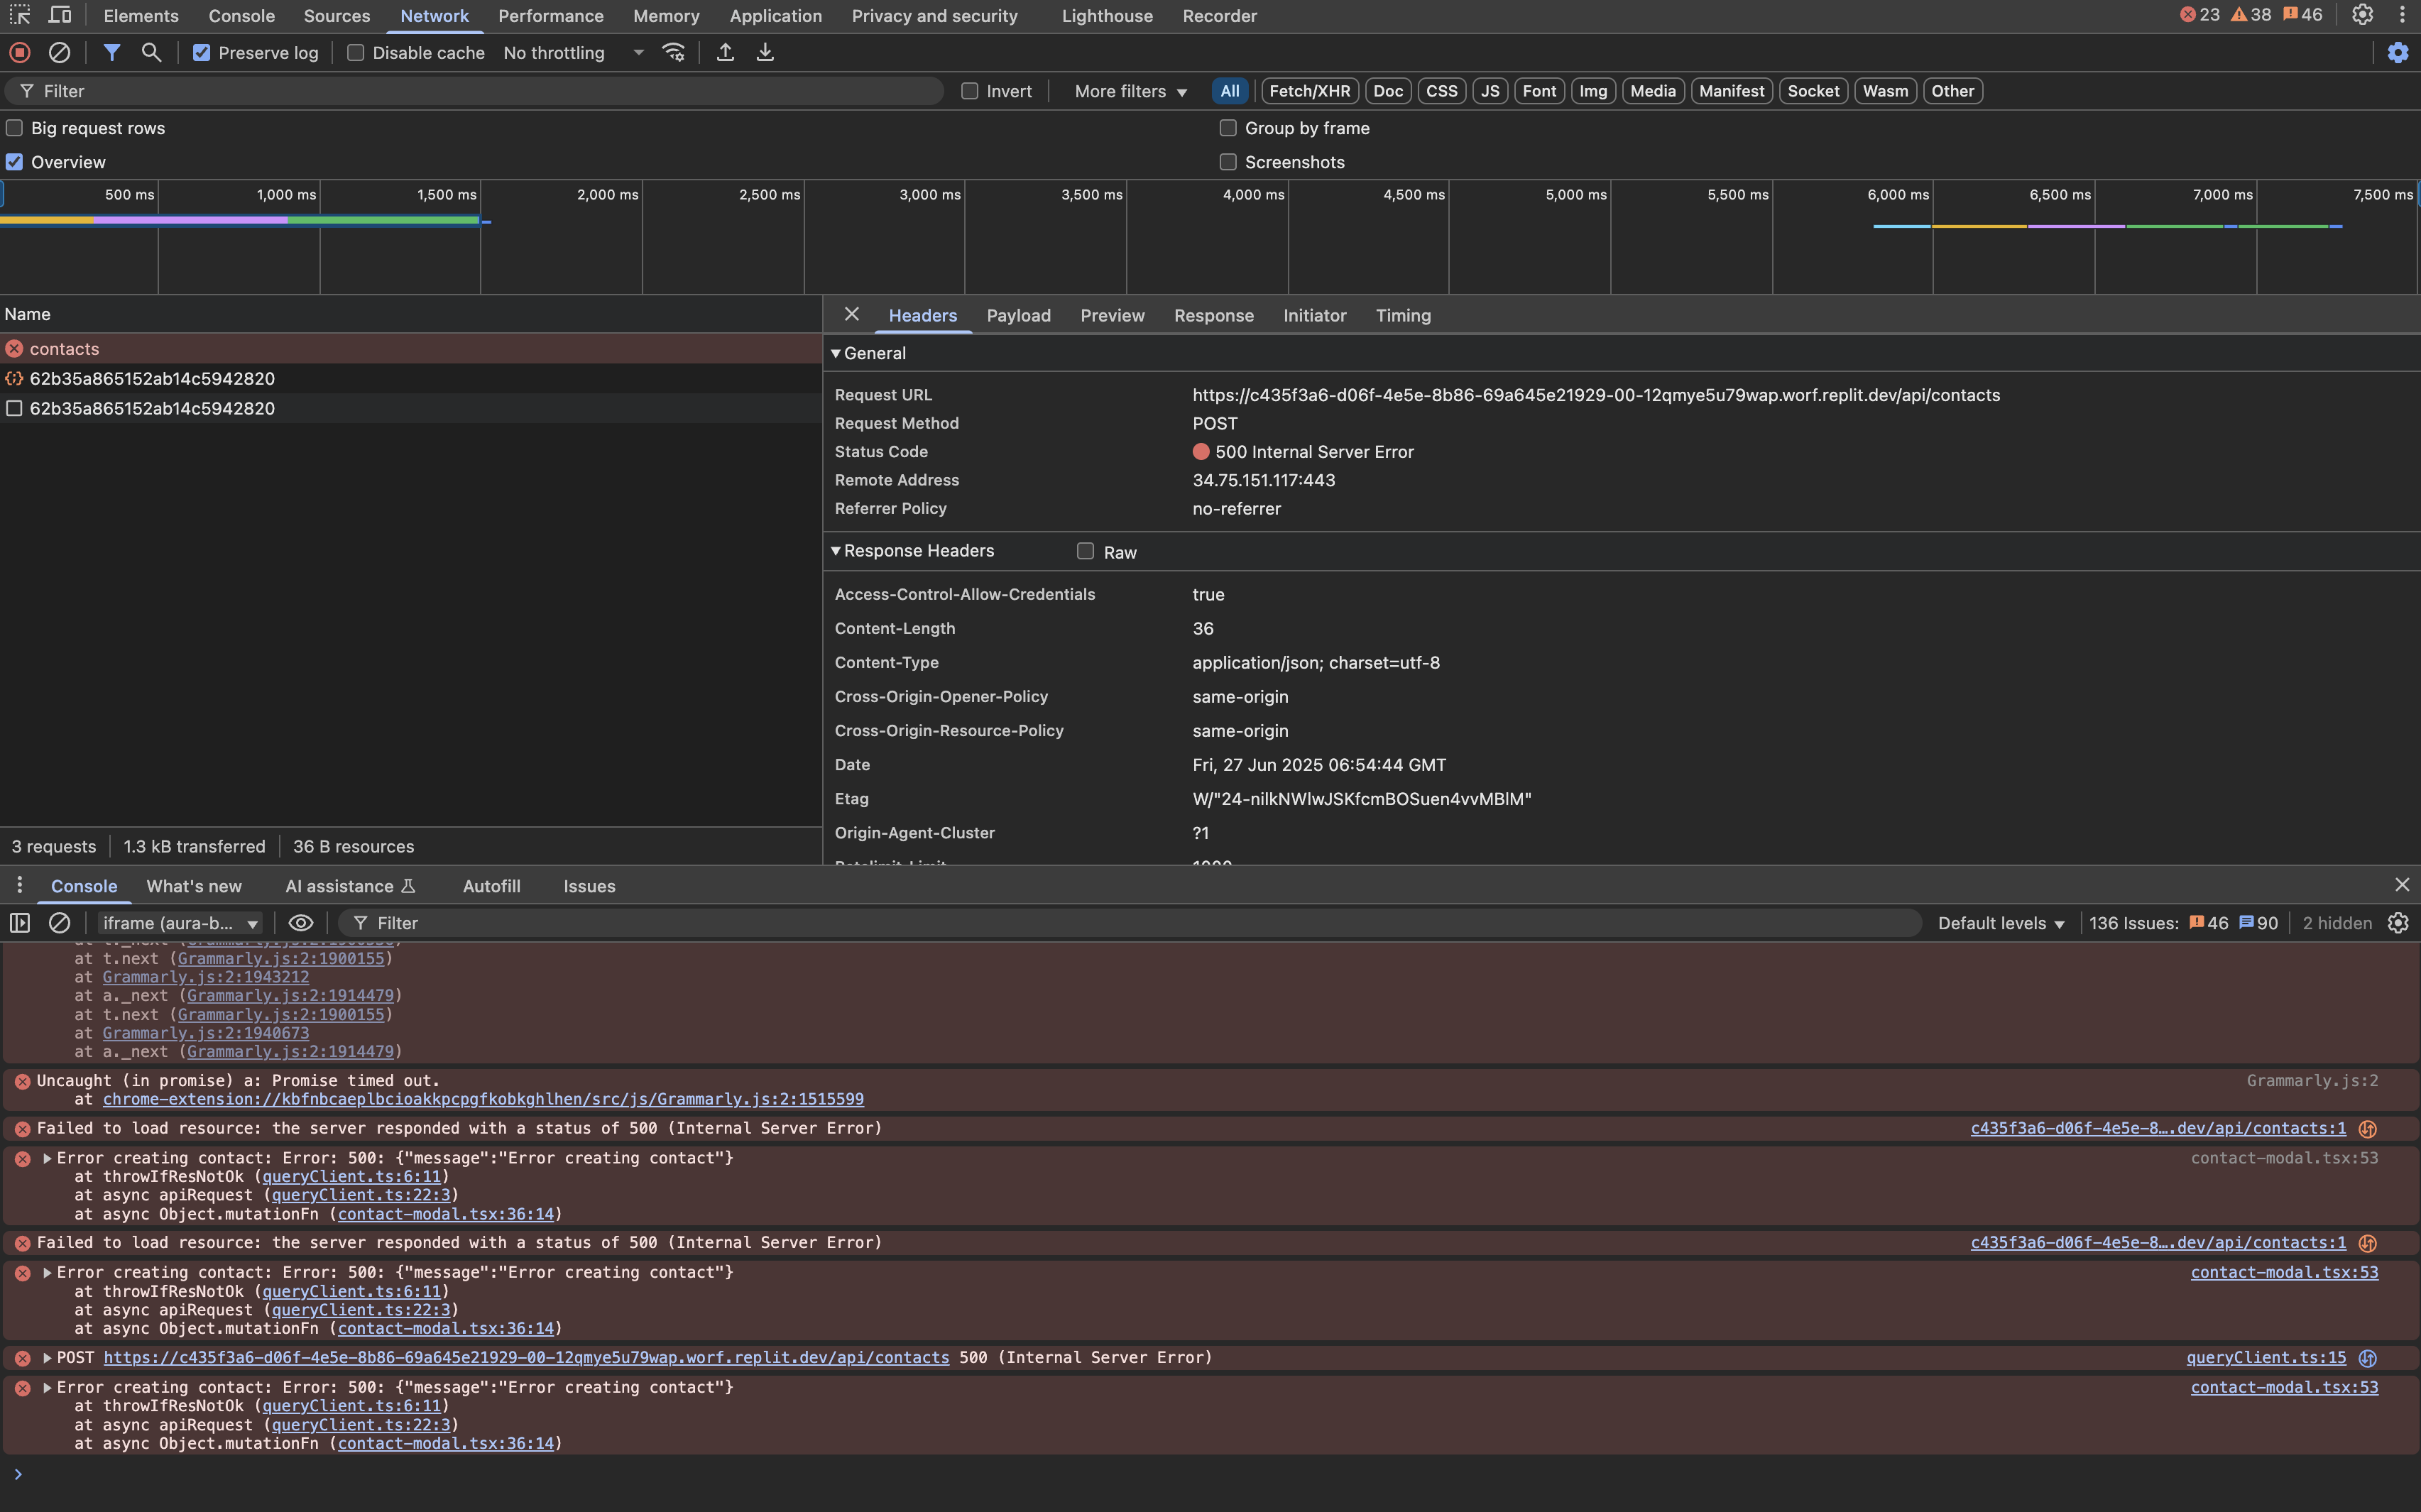 Elements Console Sources Network Performance Memory Application Privacy and security Lighthouse Recorder 23 38 46
Preserve log Disable cache No throttling
Filter Invert More filters All Fetch/XHR Doc CSS JS Font Img Media Manifest Socket Wasm Other
Big request rows Group by frame
Overview Screenshots
500 ms 1,000 ms 1,500 ms 2,000 ms 2,500 ms 3,000 ms 3,500 ms 4,000 ms 4,500 ms 5,000 ms 5,500 ms 6,000 ms 6,500 ms 7,000 ms 7,500 ms
Name
contacts
62b35a865152ab14c5942820
62b35a865152ab14c5942820
3 requests 1.3 kB transferred 36 B resources
Headers Payload Preview Response Initiator Timing
General
Request URL https://c435f3a6-d06f-4e5e-8b86-69a645e21929-00-12qmye5u79wap.worf.replit.dev/api/contacts
Request Method POST
Status Code 500 Internal Server Error
Remote Address 34.75.151.117:443
Referrer Policy no-referrer
Response Headers Raw
Access-Control-Allow-Credentials true
Content-Length 36
Content-Type application/json; charset=utf-8
Cross-Origin-Opener-Policy same-origin
Cross-Origin-Resource-Policy same-origin
Date Fri, 27 Jun 2025 06:54:44 GMT
Etag W/"24-nilkNWlwJSKfcmBOSuen4vvMBlM"
Origin-Agent-Cluster ?1
Console What's new AI assistance Autofill Issues
iframe (aura-b... Filter Default levels 136 Issues: 46 90 2 hidden
at t.next (Grammarly.js:2:1900155)
at Grammarly.js:2:1943212
at a._next (Grammarly.js:2:1914479)
at t.next (Grammarly.js:2:1900155)
at Grammarly.js:2:1940673
at a._next (Grammarly.js:2:1914479)
Uncaught (in promise) a: Promise timed out. Grammarly.js:2
at chrome-extension://kbfnbcaeplbcioakkpcpgfkobkghlhen/src/js/Grammarly.js:2:1515599
Failed to load resource: the server responded with a status of 500 (Internal Server Error) c435f3a6-d06f-4e5e-8….dev/api/contacts:1
Error creating contact: Error: 500: {"message":"Error creating contact"} contact-modal.tsx:53
at throwIfResNotOk (queryClient.ts:6:11)
at async apiRequest (queryClient.ts:22:3)
at async Object.mutationFn (contact-modal.tsx:36:14)
Failed to load resource: the server responded with a status of 500 (Internal Server Error) c435f3a6-d06f-4e5e-8….dev/api/contacts:1
Error creating contact: Error: 500: {"message":"Error creating contact"} contact-modal.tsx:53
at throwIfResNotOk (queryClient.ts:6:11)
at async apiRequest (queryClient.ts:22:3)
at async Object.mutationFn (contact-modal.tsx:36:14)
POST https://c435f3a6-d06f-4e5e-8b86-69a645e21929-00-12qmye5u79wap.worf.replit.dev/api/contacts 500 (Internal Server Error) queryClient.ts:15
Error creating contact: Error: 500: {"message":"Error creating contact"} contact-modal.tsx:53
at throwIfResNotOk (queryClient.ts:6:11)
at async apiRequest (queryClient.ts:22:3)
at async Object.mutationFn (contact-modal.tsx:36:14)